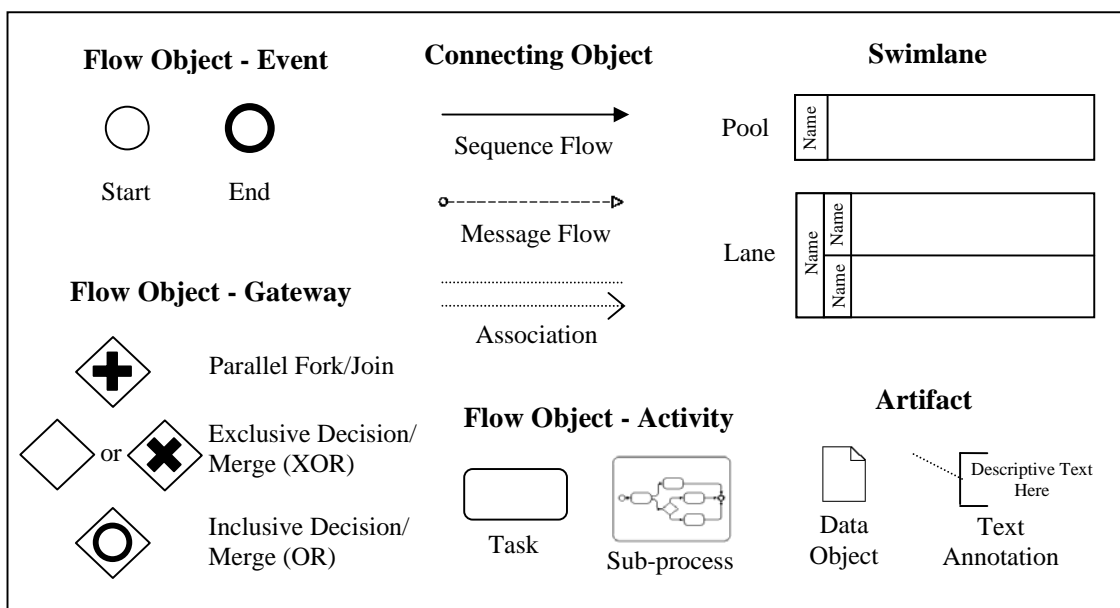 Flow Object - Event
Start
End
Flow Object - Gateway
Parallel Fork/Join
or
Exclusive Decision/
Merge (XOR)
Inclusive Decision/
Merge (OR)
Connecting Object
Sequence Flow
Message Flow
Association
Flow Object - Activity
Task
Sub-process
Swimlane
Pool
Name
Lane
Name
Name
Name
Artifact
Data
Object
Descriptive Text
Here
Text
Annotation